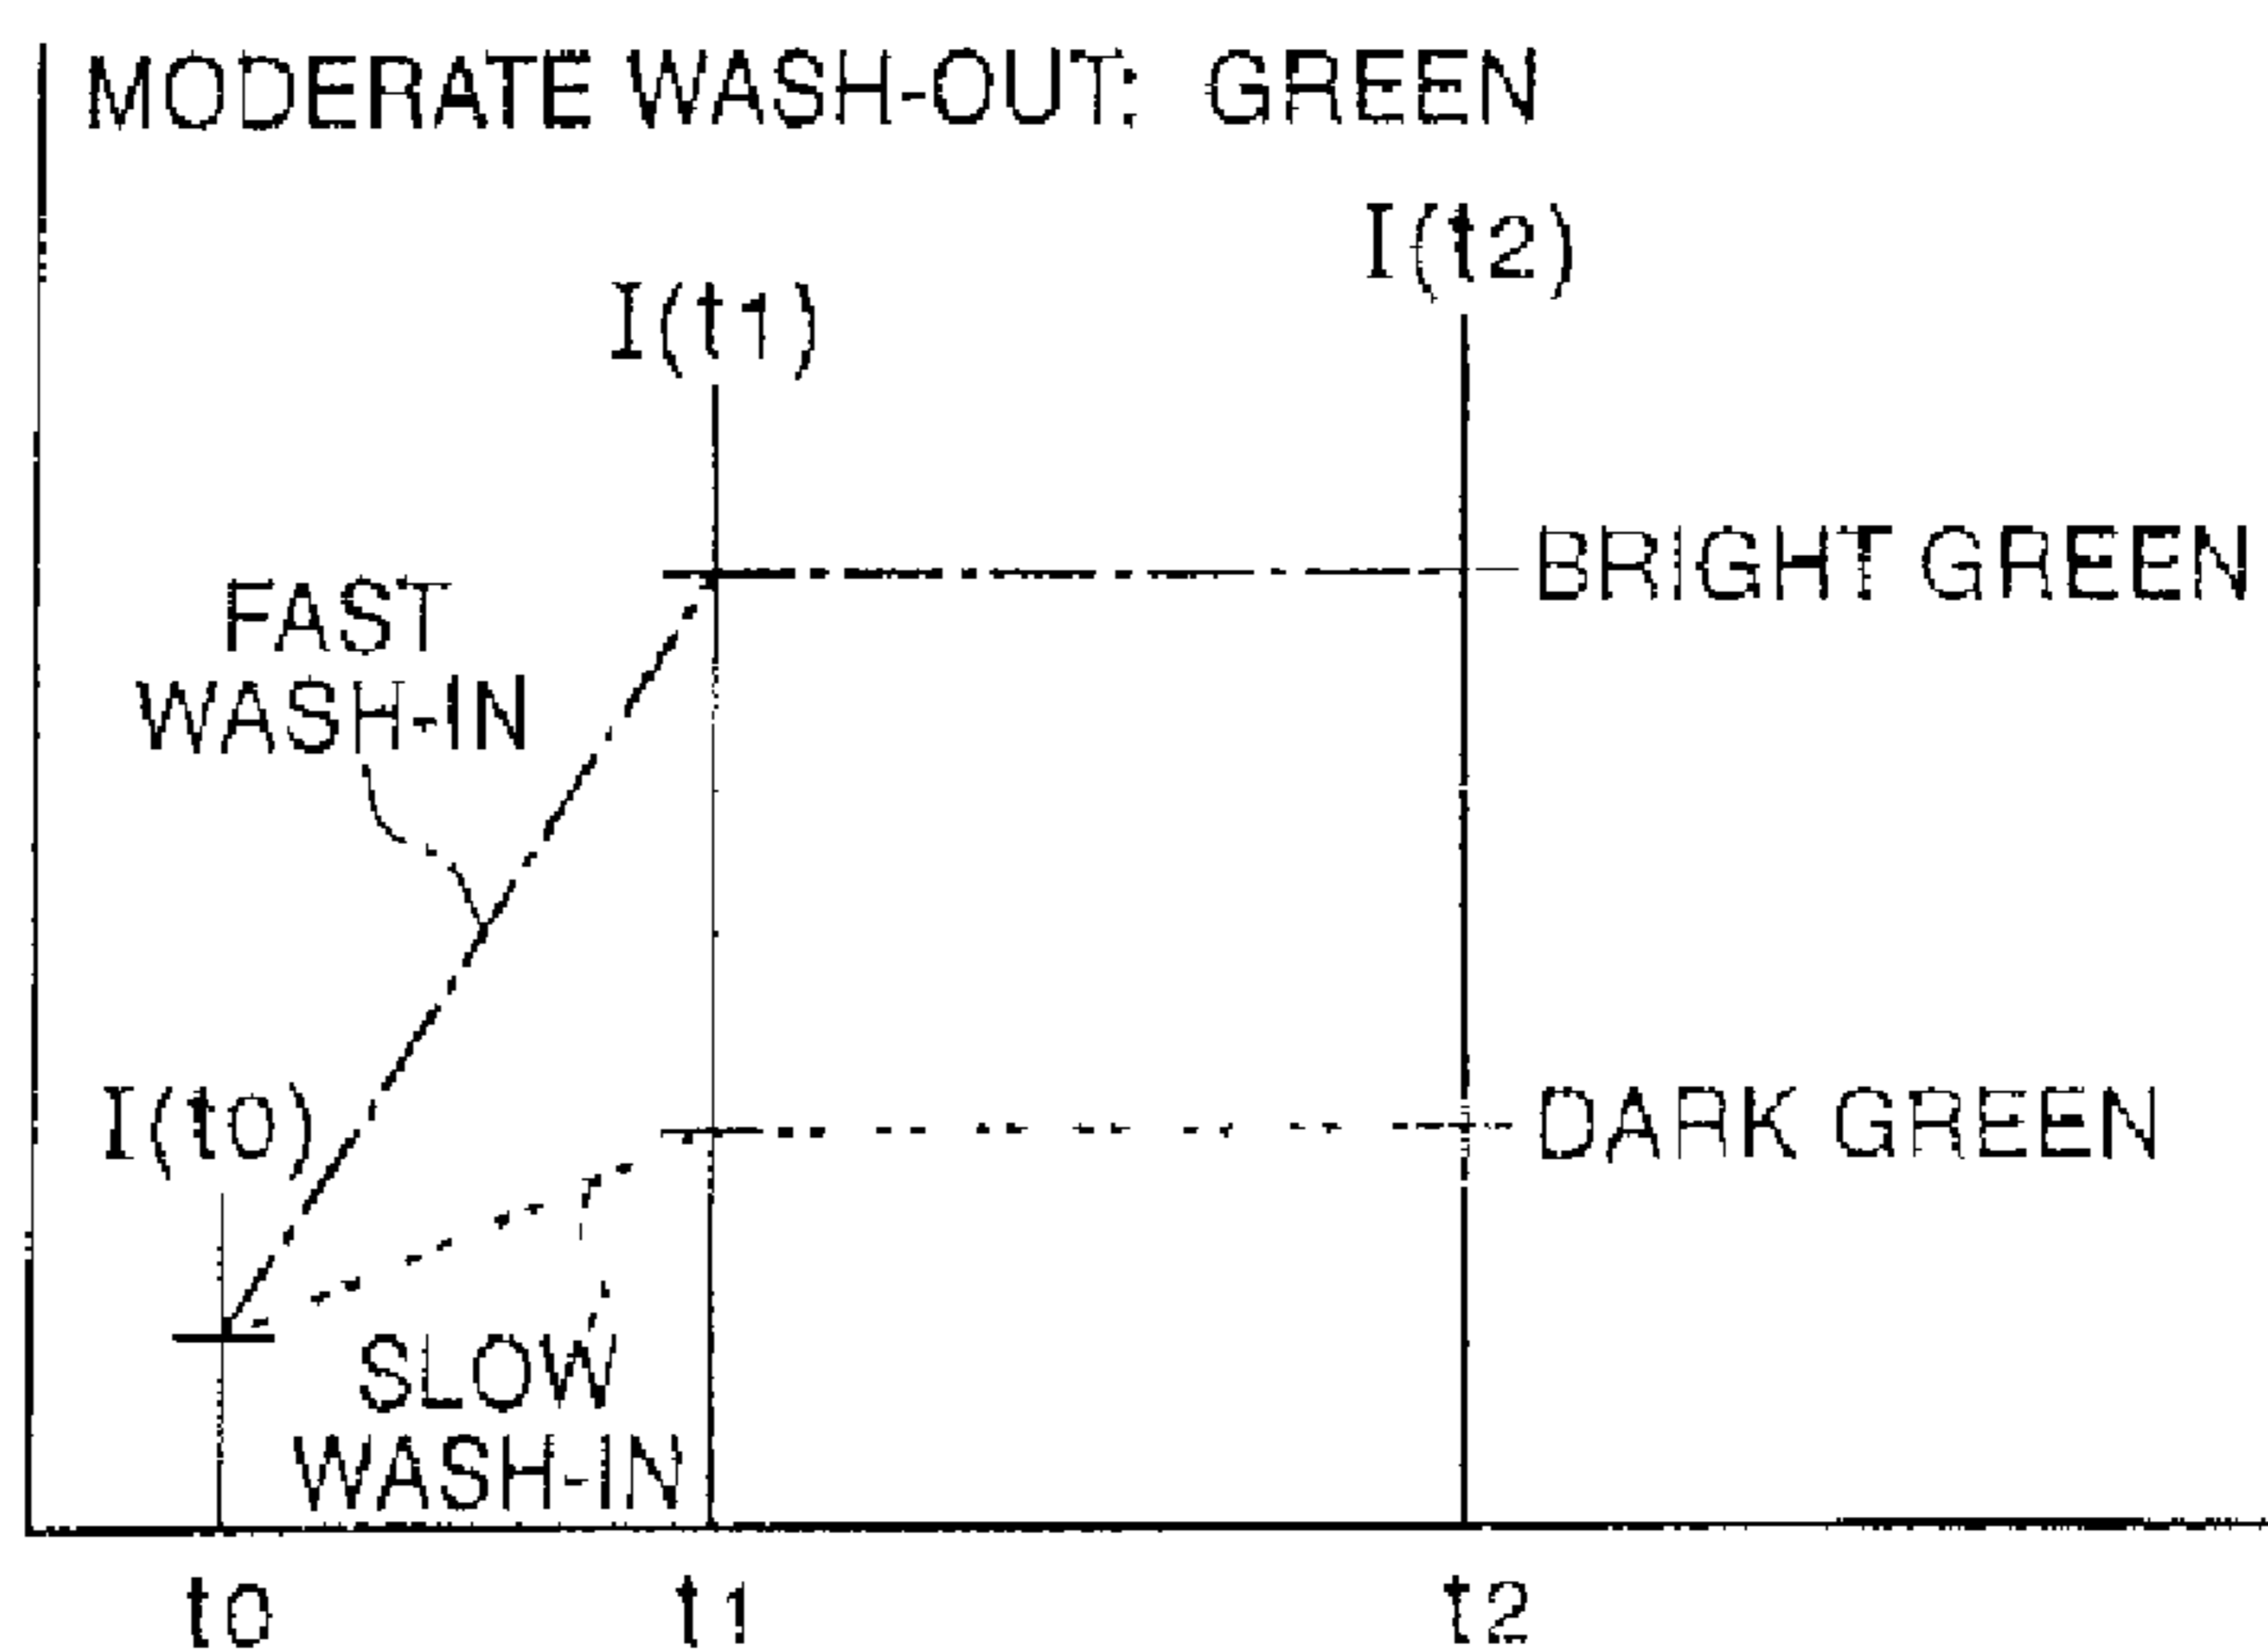 MODERATE WASH-OUT: GREEN
I(t2)
I(t1)
BRIGHT GREEN
FAST
WASH-IN
I(t0)
DARK GREEN
SLOW
WASH-IN
t0 t1 t2